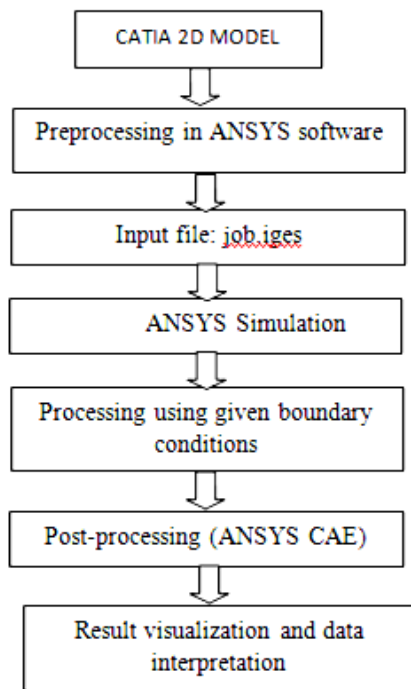 CATIA 2D MODEL
Preprocessing in ANSYS software
Input file: job.iges
ANSYS Simulation
Processing using given boundary
conditions
Post-processing (ANSYS CAE)
Result visualization and data
interpretation